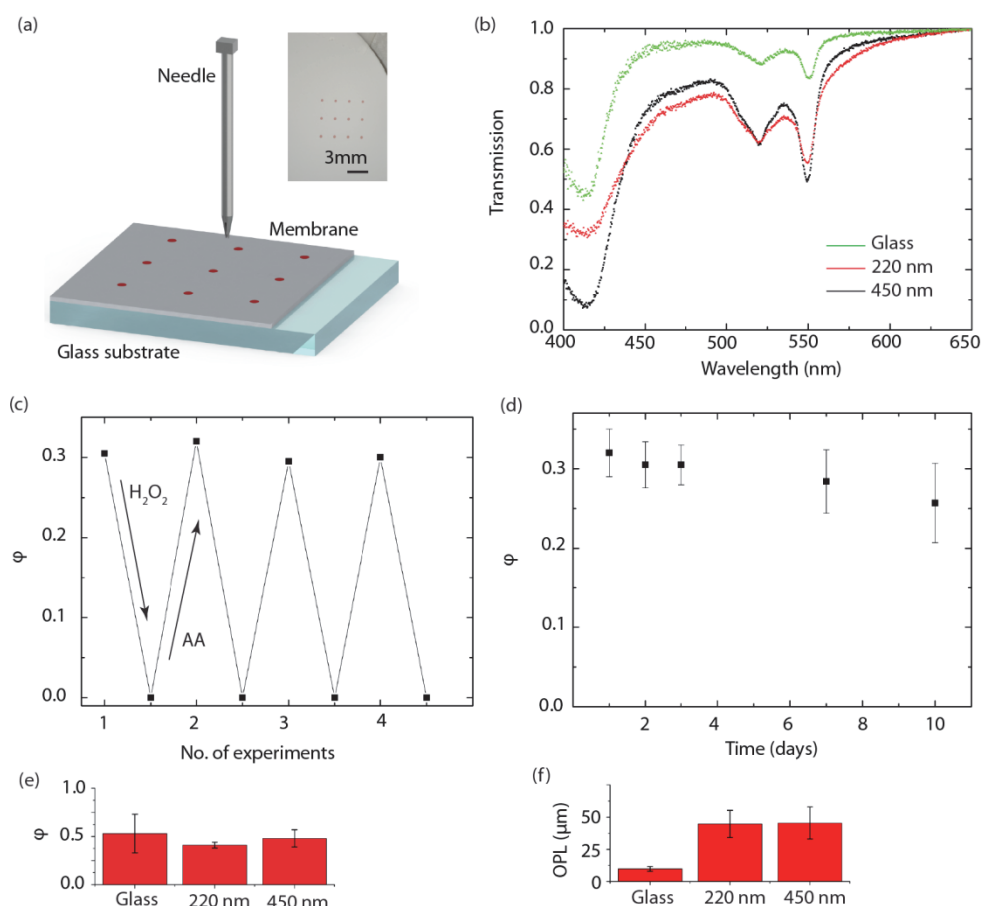 (a)
Needle
3mm
Membrane
Glass substrate
(b)
Transmission
1.0
0.8
0.6
0.4
0.2
0.0
Glass
220 nm
450 nm
400 450 500 550 600 650
Wavelength (nm)
(c)
φ
0.3
0.2
0.1
0.0
H₂O₂
AA
1 2 3 4
No. of experiments
(d)
φ
0.3
0.2
0.1
0.0
0 2 4 6 8 10
Time (days)
(e)
φ
1.0
0.5
0.0
Glass 220 nm 450 nm
(f)
OPL (μm)
50
25
0
Glass 220 nm 450 nm